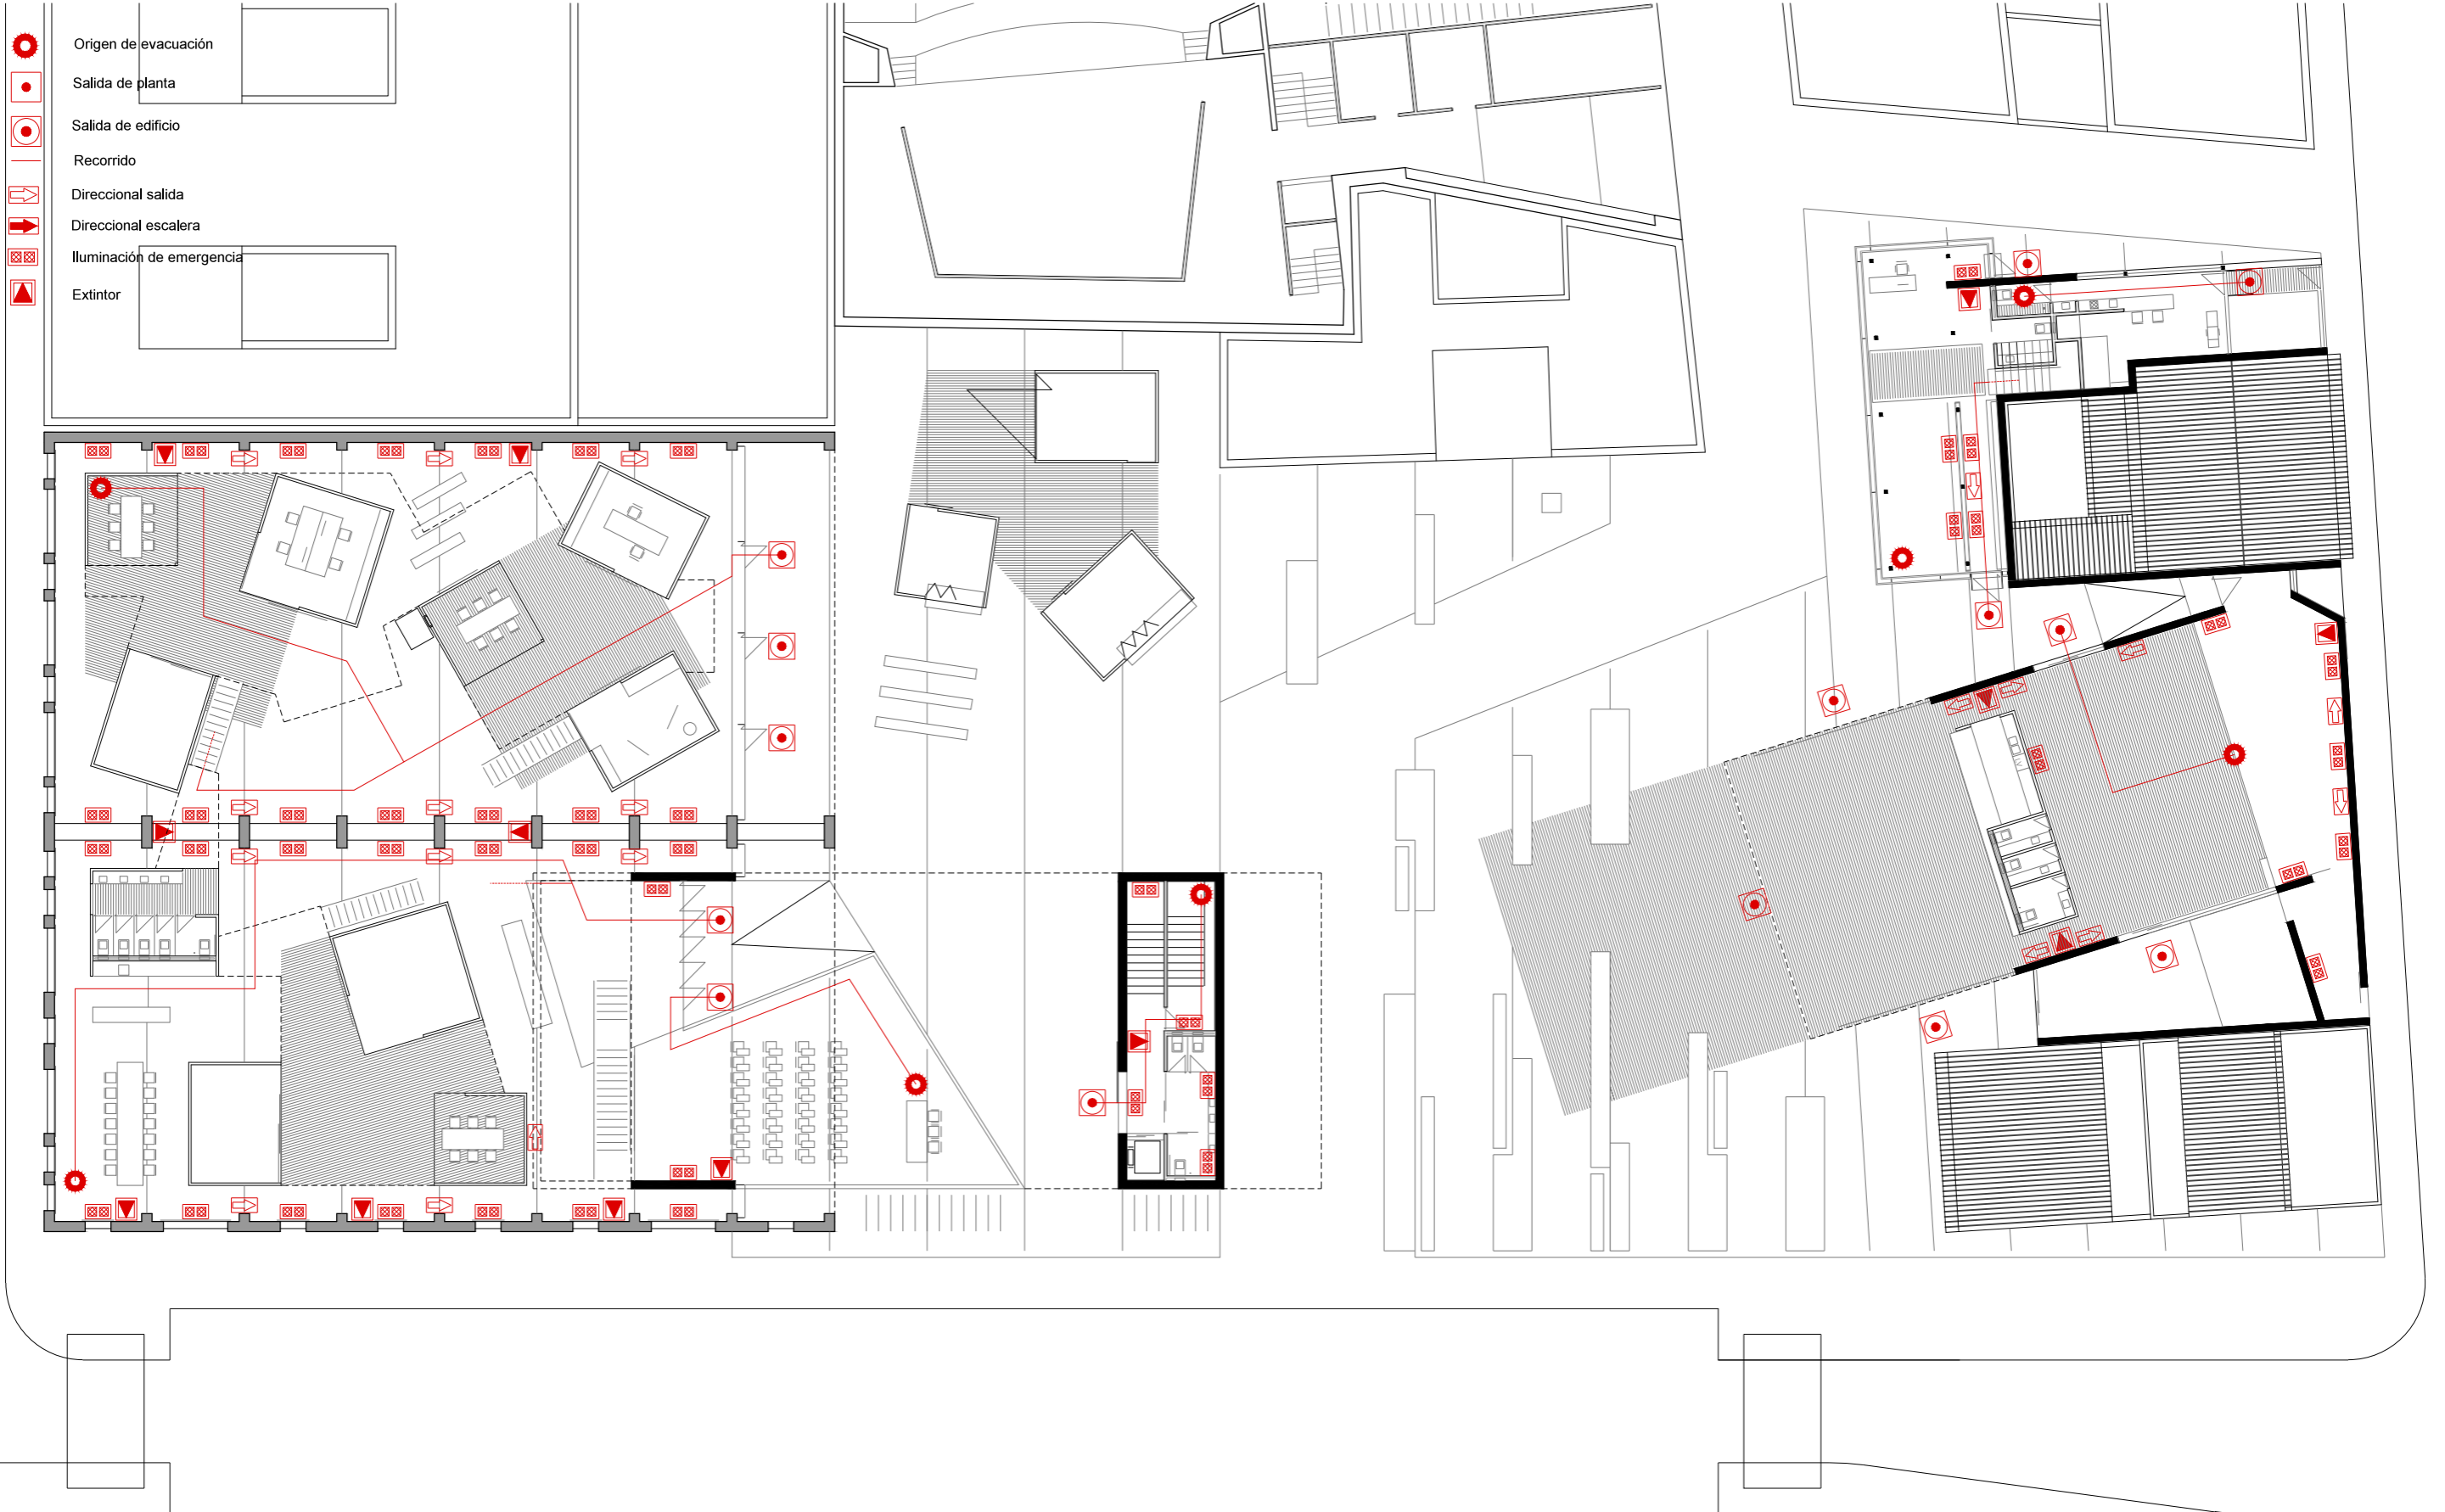 Origen de evacuación
Salida de planta
Salida de edificio
Recorrido
Direccional salida
Direccional escalera
Iluminación de emergencia
Extintor